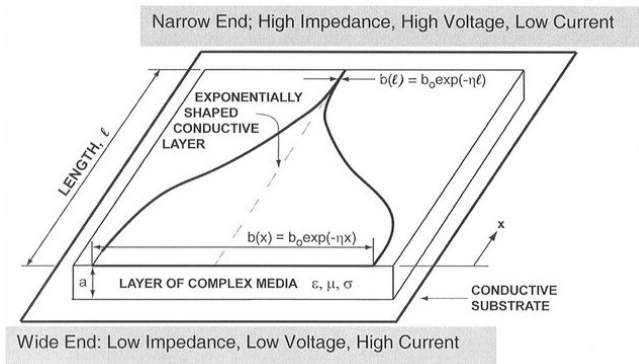 Narrow End; High Impedance, High Voltage, Low Current
b(ℓ) = b₀exp(-ηℓ)
EXPONENTIALLY
SHAPED
CONDUCTIVE
LAYER
LENGTH, ℓ
x
b(x) = b₀exp(-ηx)
a
LAYER OF COMPLEX MEDIA ε, μ, σ
CONDUCTIVE
SUBSTRATE
Wide End: Low Impedance, Low Voltage, High Current